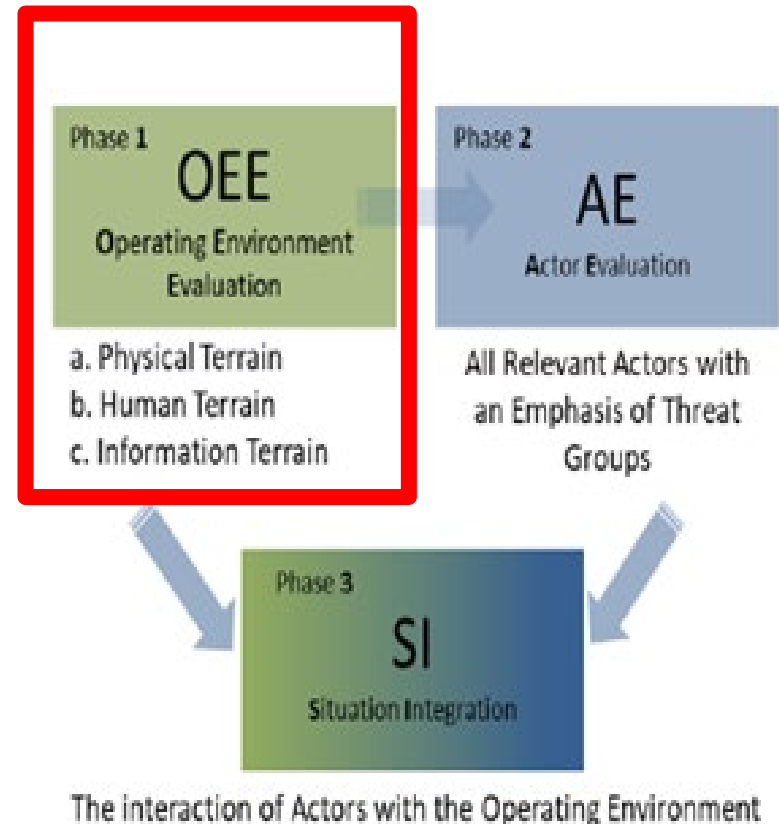 Phase 1
OEE
Operating Environment
Evaluation
a. Physical Terrain
b. Human Terrain
c. Information Terrain
Phase 2
AE
Actor Evaluation
All Relevant Actors with
an Emphasis of Threat
Groups
Phase 3
SI
Situation Integration
The interaction of Actors with the Operating Environment